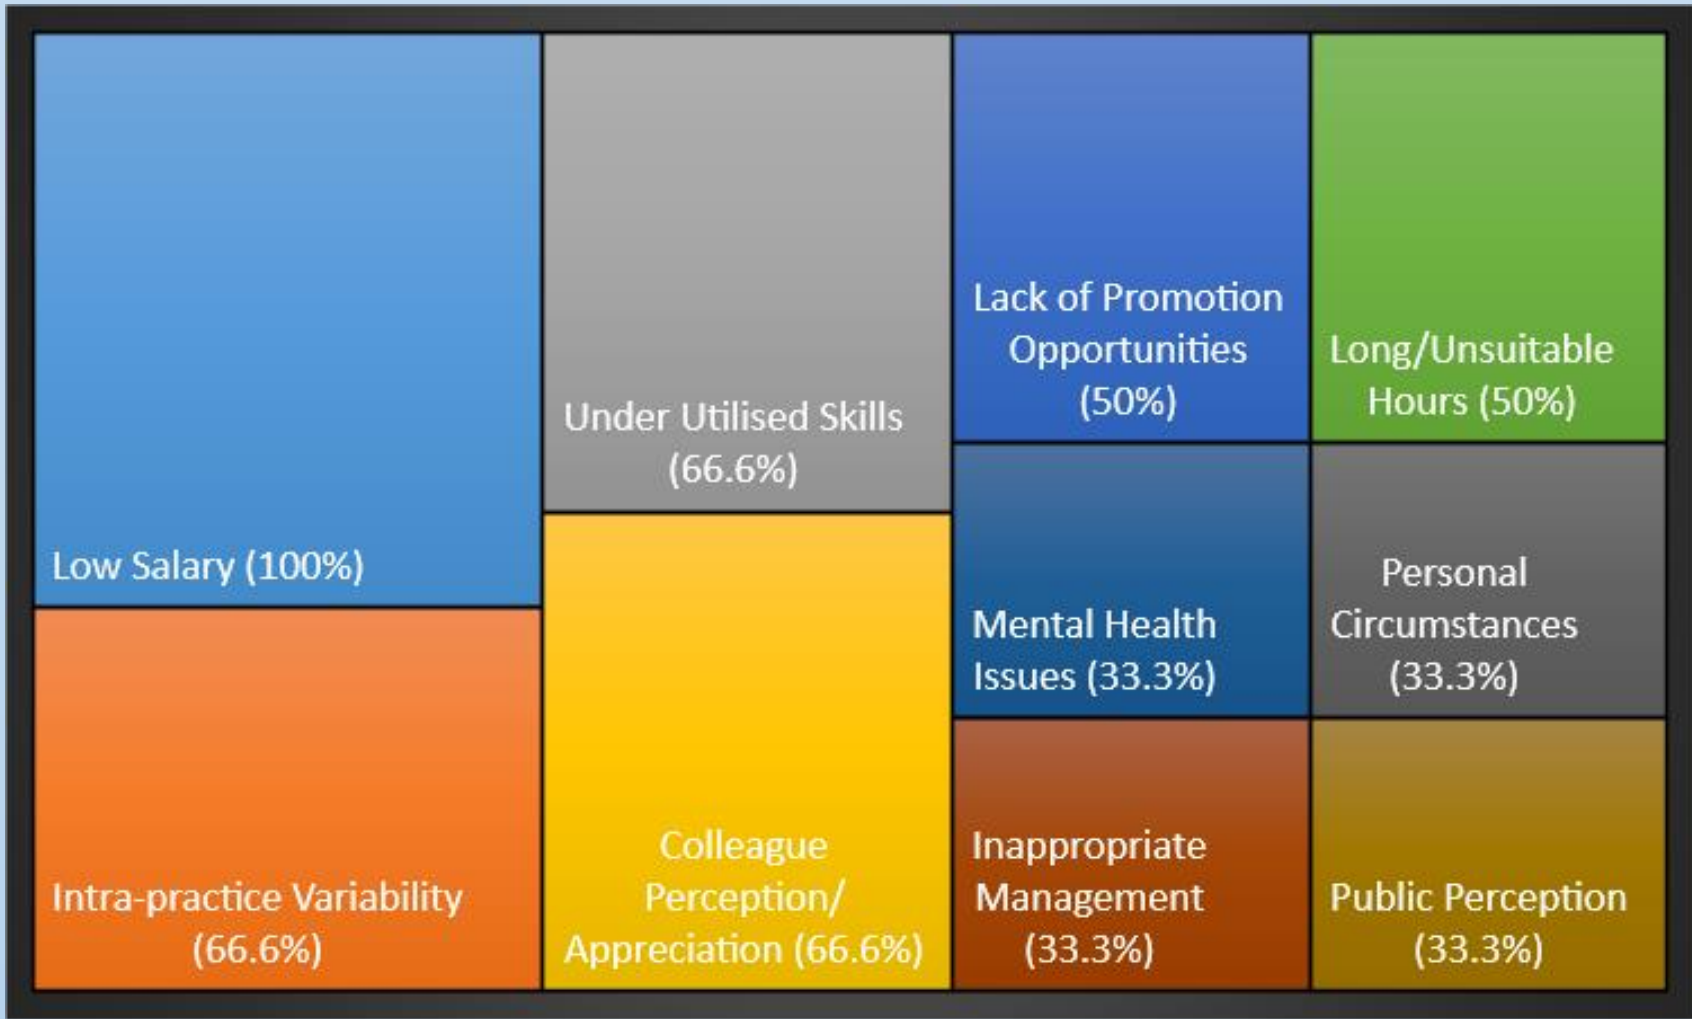 Low Salary (100%)
Intra-practice Variability
(66.6%)
Under Utilised Skills
(66.6%)
Colleague
Perception/
Appreciation (66.6%)
Lack of Promotion
Opportunities
(50%)
Long/Unsuitable
Hours (50%)
Mental Health
Issues (33.3%)
Personal
Circumstances
(33.3%)
Inappropriate
Management
(33.3%)
Public Perception
(33.3%)